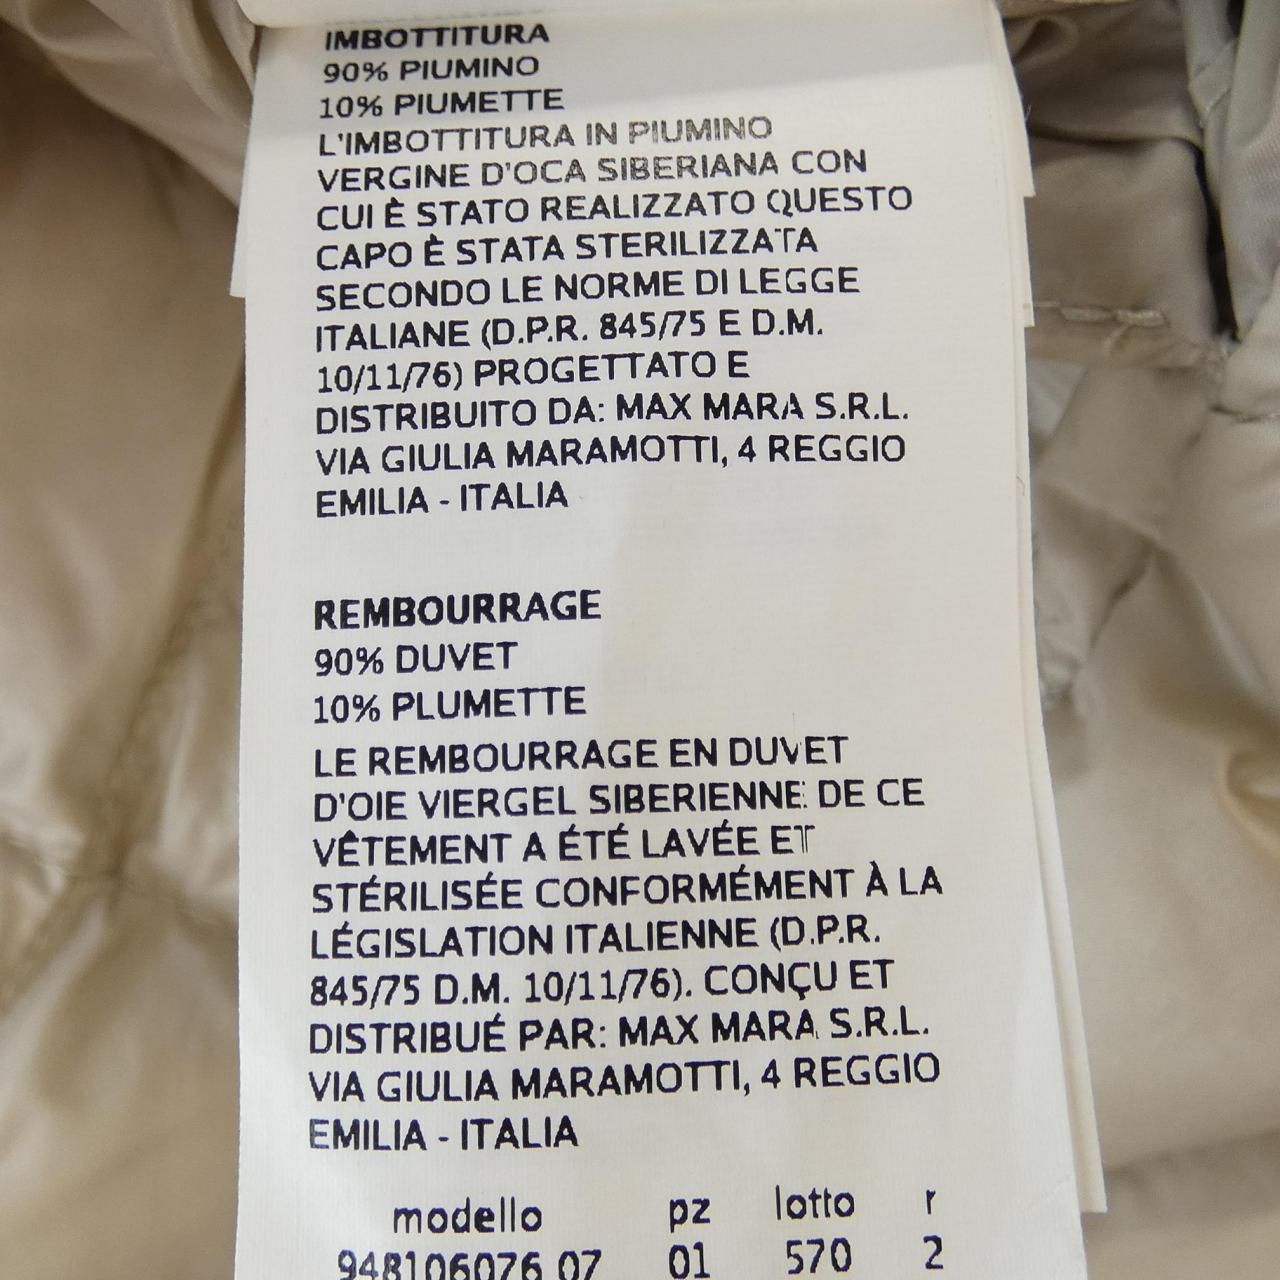 IMBOTTITURA
90% PIUMINO
10% PIUMETTE
L'IMBOTTITURA IN PIUMINO
VERGINE D'OCA SIBERIANA CON
CUI È STATO REALIZZATO QUESTO
CAPO È STATA STERILIZZATA
SECONDO LE NORME DI LEGGE
ITALIANE (D.P.R. 845/75 E D.M.
10/11/76) PROGETTATO E
DISTRIBUITO DA: MAX MARA S.R.L.
VIA GIULIA MARAMOTTI, 4 REGGIO
EMILIA - ITALIA
REMBOURRAGE
90% DUVET
10% PLUMETTE
LE REMBOURRAGE EN DUVET
D'OIE VIERGEL SIBERIENNE DE CE
VÊTEMENT A ÉTÉ LAVÉE ET
STÉRILISÉE CONFORMÉMENT À LA
LÉGISLATION ITALIENNE (D.P.R.
845/75 D.M. 10/11/76). CONÇU ET
DISTRIBUÉ PAR: MAX MARA S.R.L.
VIA GIULIA MARAMOTTI, 4 REGGIO
EMILIA - ITALIA
modello pz lotto r
948106076 07 01 570 2